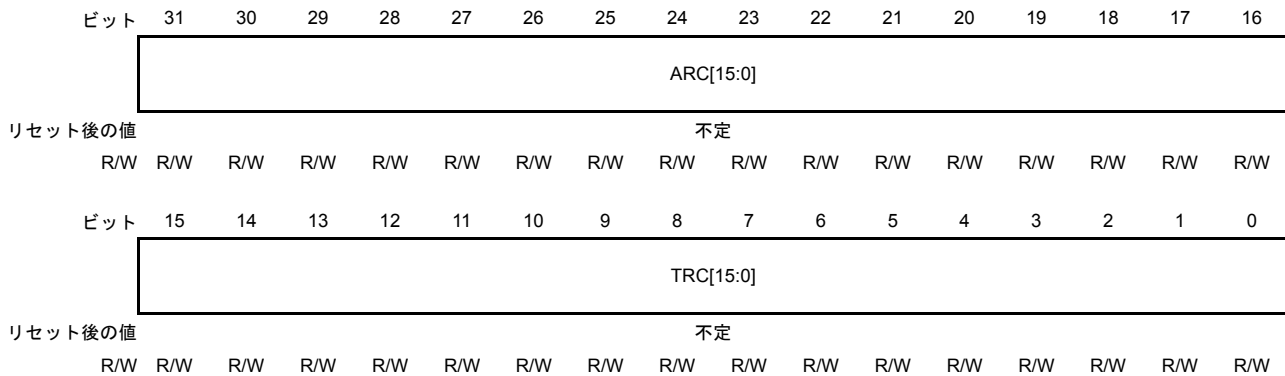 ビット 31 30 29 28 27 26 25 24 23 22 21 20 19 18 17 16
ARC[15:0]
リセット後の値 不定
R/W R/W R/W R/W R/W R/W R/W R/W R/W R/W R/W R/W R/W R/W R/W R/W R/W
ビット 15 14 13 12 11 10 9 8 7 6 5 4 3 2 1 0
TRC[15:0]
リセット後の値 不定
R/W R/W R/W R/W R/W R/W R/W R/W R/W R/W R/W R/W R/W R/W R/W R/W R/W